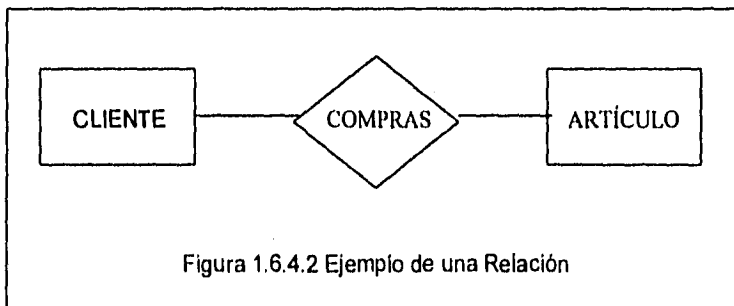 CLIENTE COMPRAS ARTÍCULO
Figura 1.6.4.2 Ejemplo de una Relación